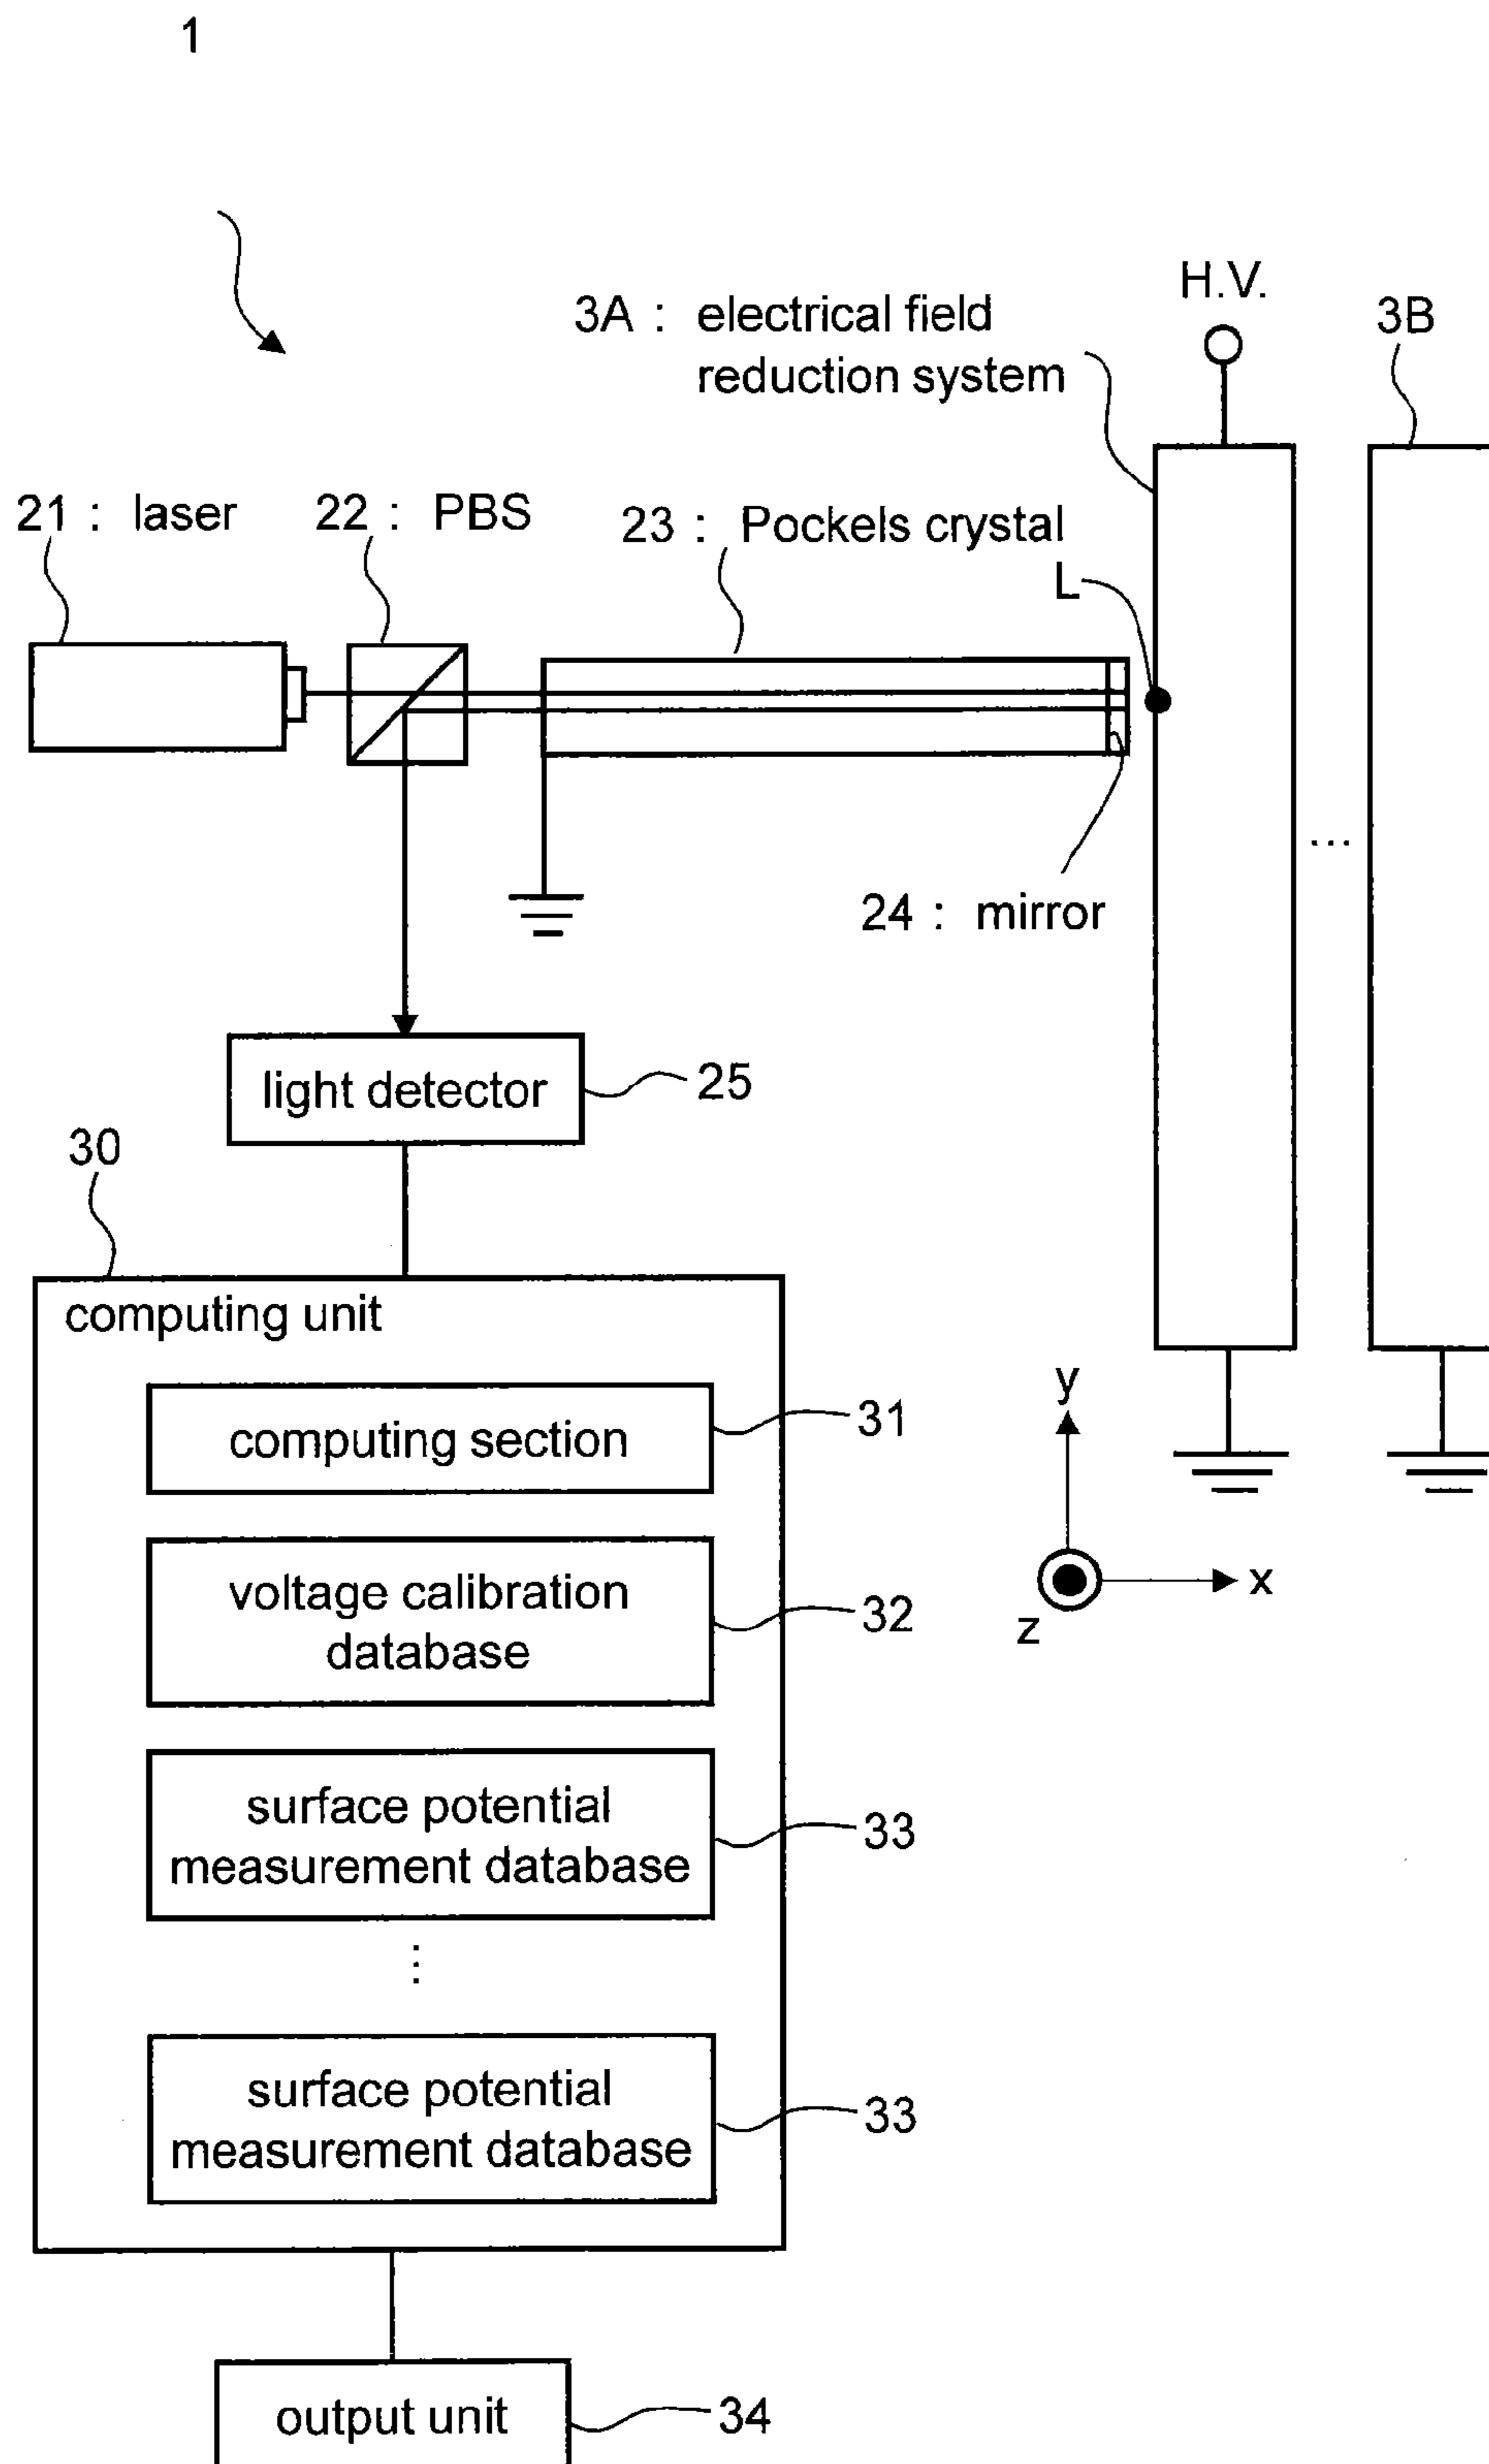 1
H.V.
3A : electrical field
reduction system
3B
21 : laser
22 : PBS
23 : Pockels crystal
L
...
24 : mirror
light detector
25
30
computing unit
computing section
31
y
x
z
voltage calibration
database
32
surface potential
measurement database
33
⋮
surface potential
measurement database
33
output unit
34